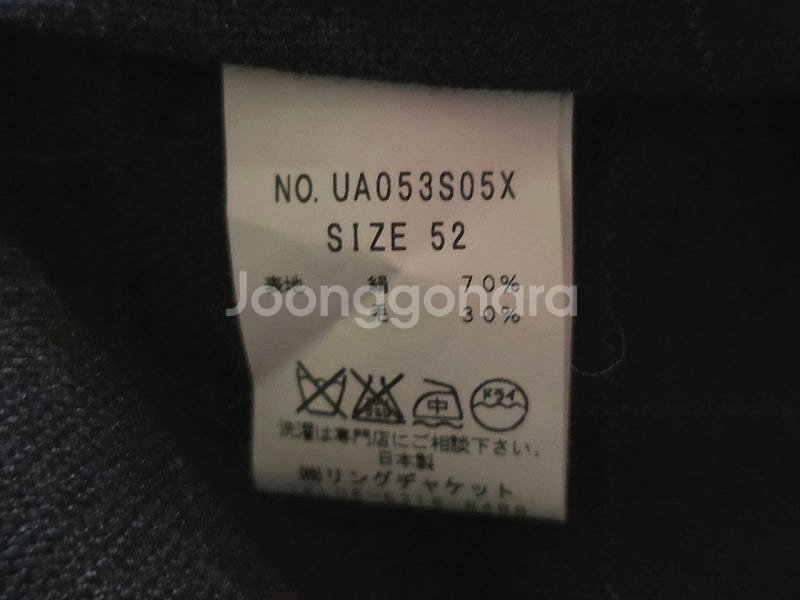 NO. UA053S05X
SIZE 52
表地 絹 70%
毛 30%
Joonggonara
中 ドライ
洗濯は専門店にご相談下さい。
日本製
㈱リングヂャケット